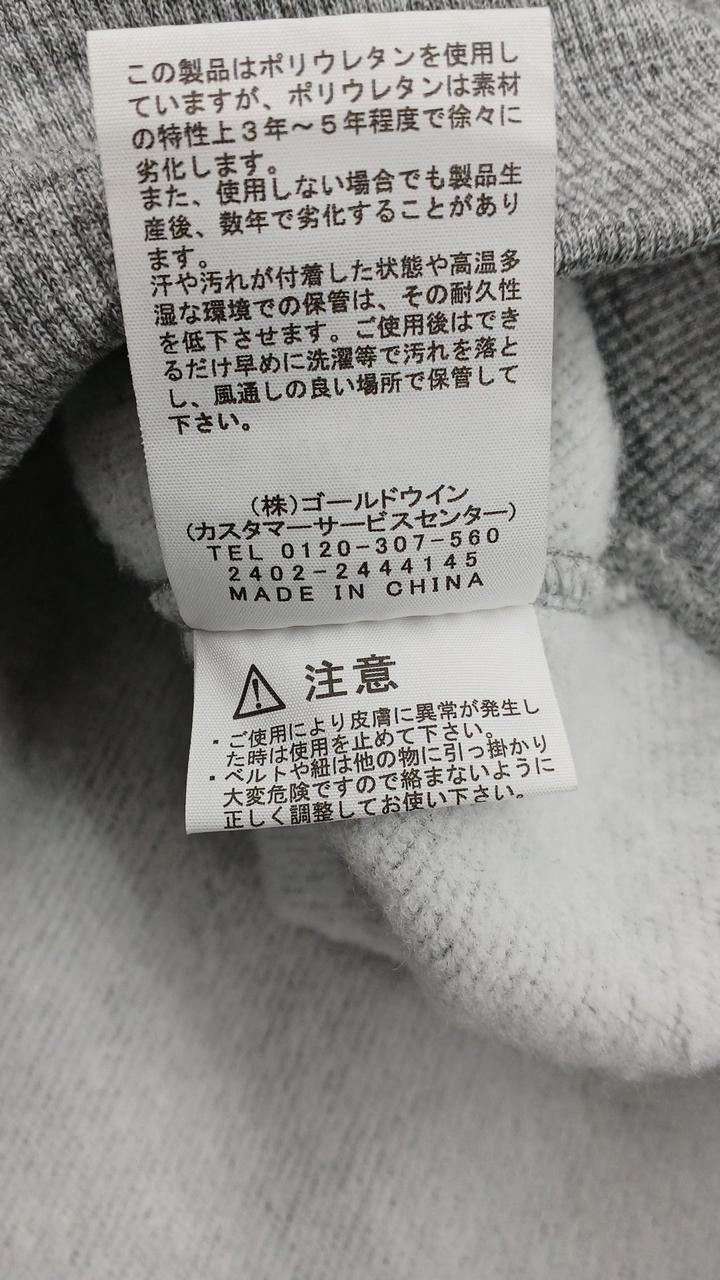 この製品はポリウレタンを使用し
ていますが、ポリウレタンは素材
の特性上3年～5年程度で徐々に
劣化します。
また、使用しない場合でも製品生
産後、数年で劣化することがあり
ます。
汗や汚れが付着した状態や高温多
湿な環境での保管は、その耐久性
を低下させます。ご使用後はでき
るだけ早めに洗濯等で汚れを落と
し、風通しの良い場所で保管して
下さい。
(株)ゴールドウイン
(カスタマーサービスセンター)
TEL 0120-307-560
2402-2444145
MADE IN CHINA
注意
・ご使用により皮膚に異常が発生し
た時は使用を止めて下さい。
・ベルトや紐は他の物に引っ掛かり
大変危険ですので絡まないように
正しく調整してお使い下さい。